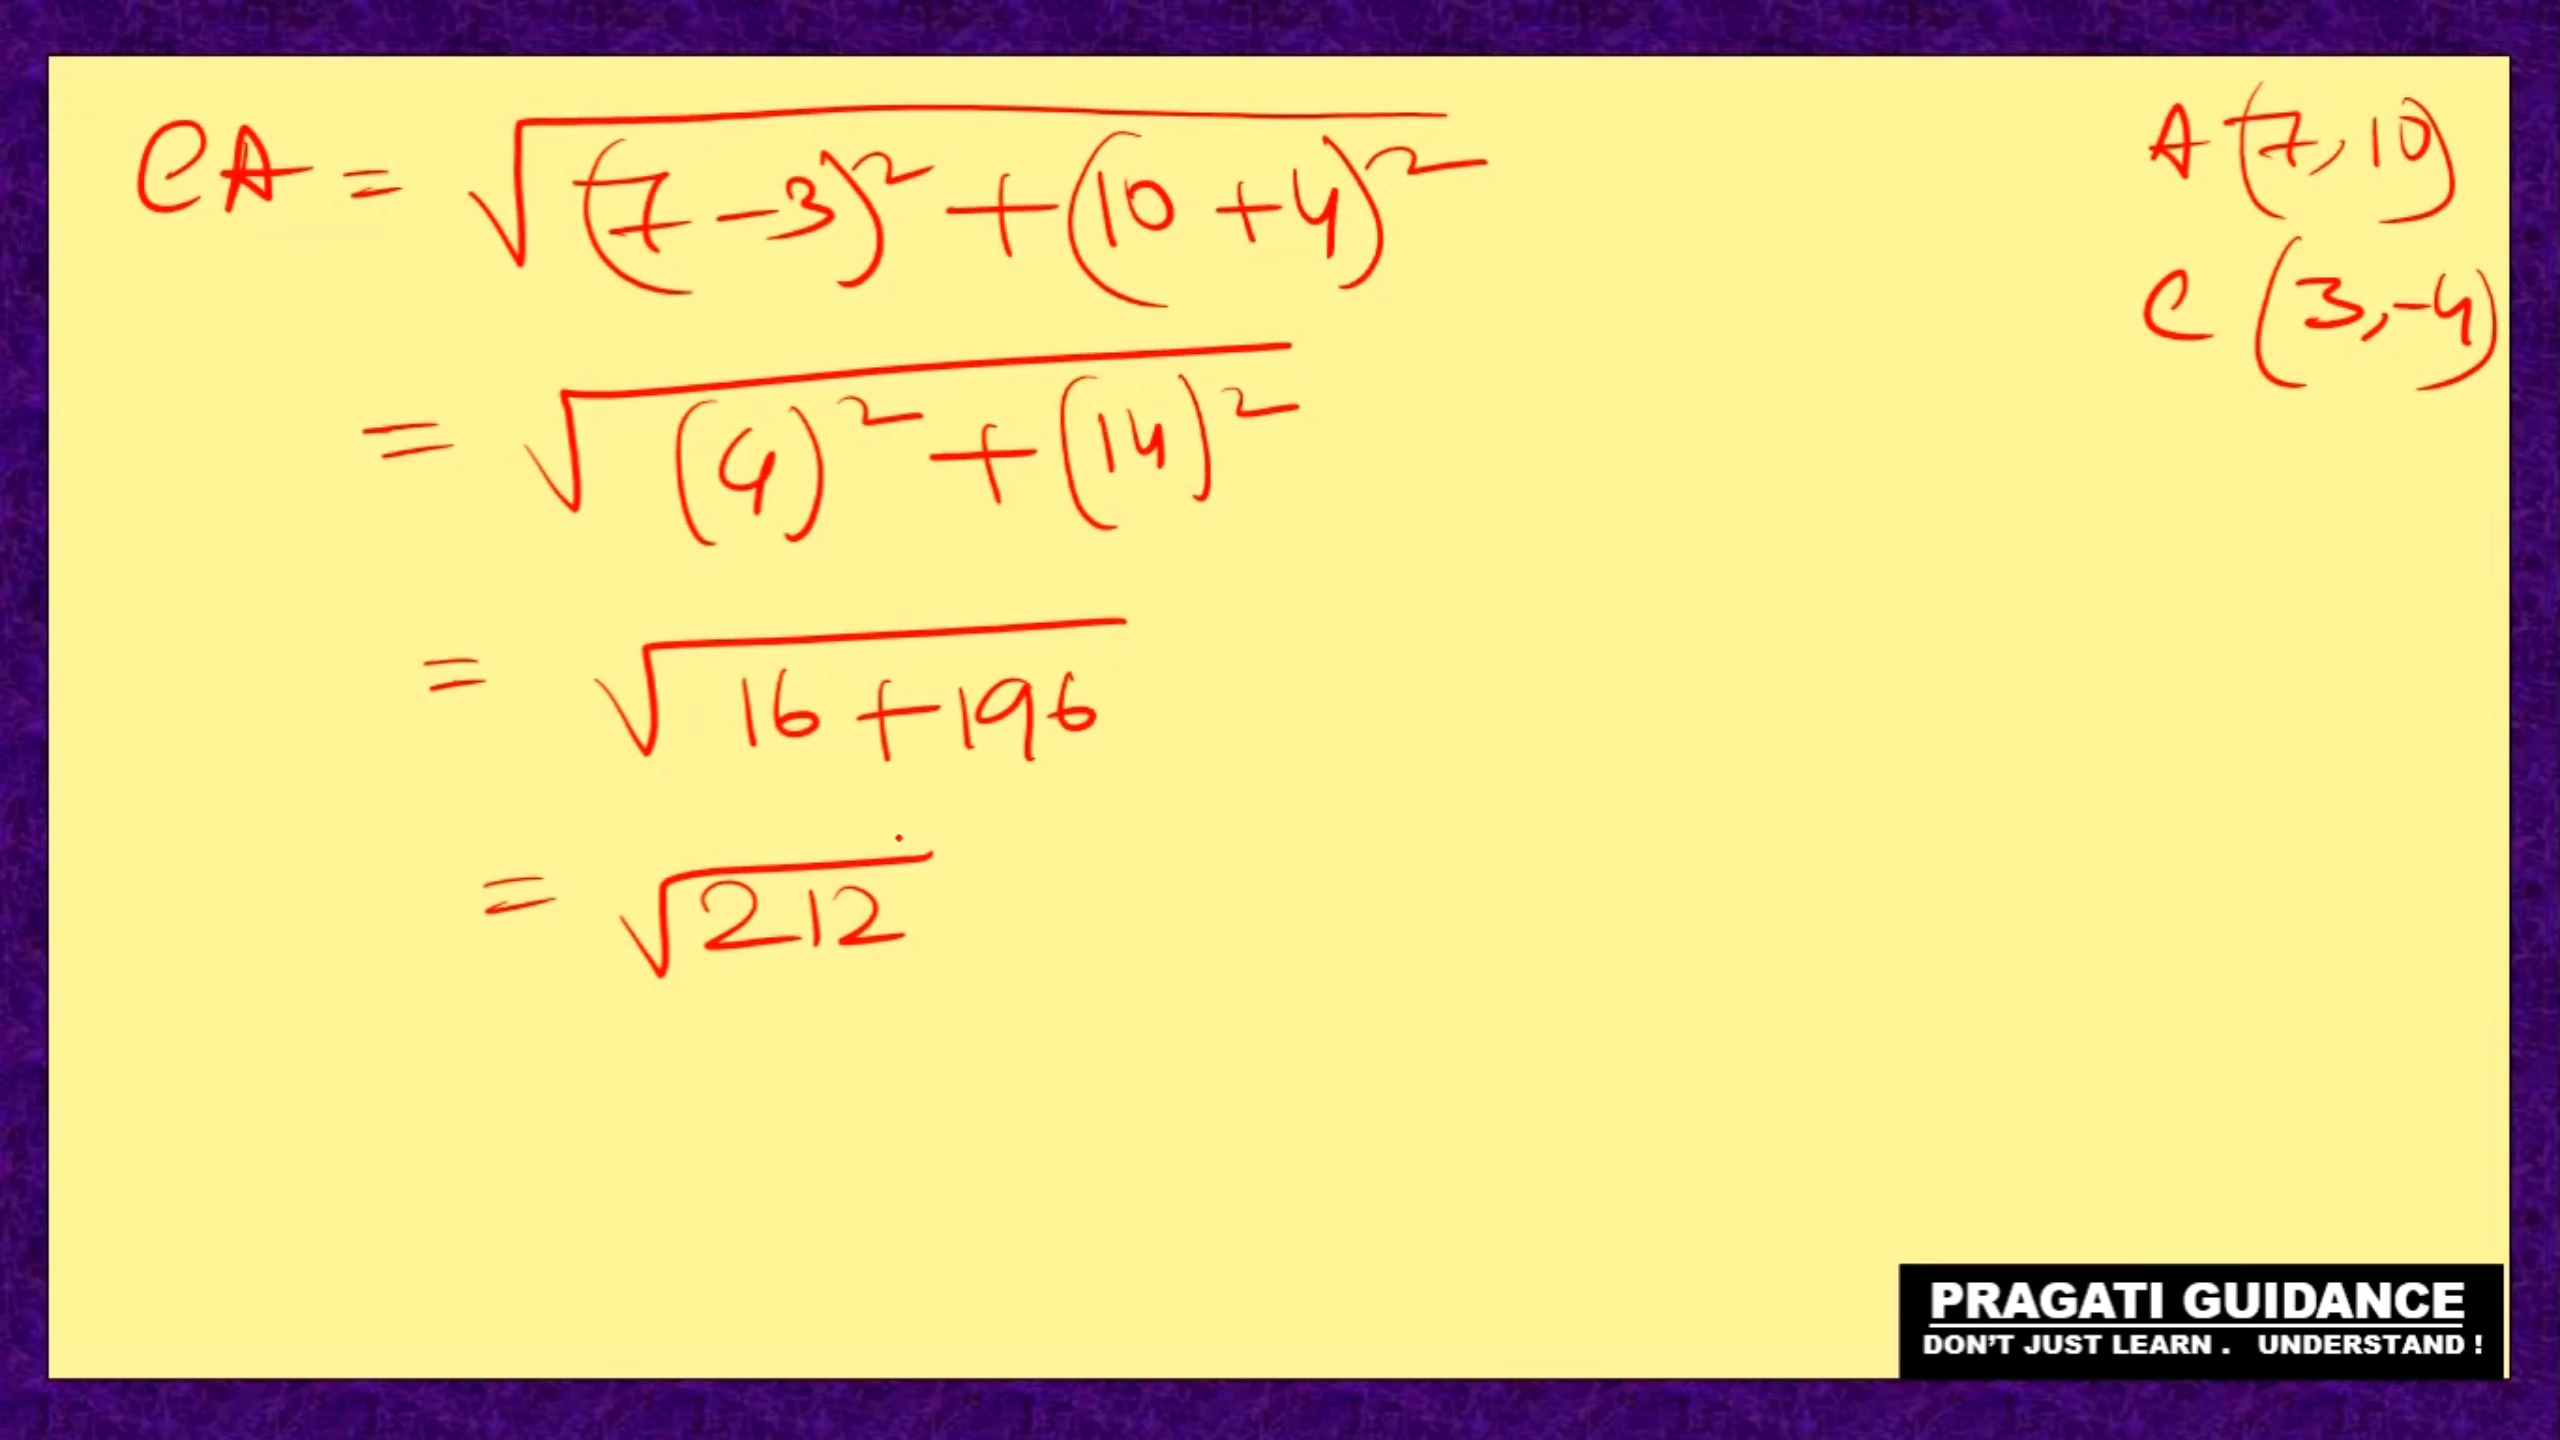 CA = √(7-3)² + (10+4)²
A (7, 10)
C (3, -4)
= √(4)² + (14)²
= √16+196
= √212
PRAGATI GUIDANCE
DON'T JUST LEARN . UNDERSTAND !